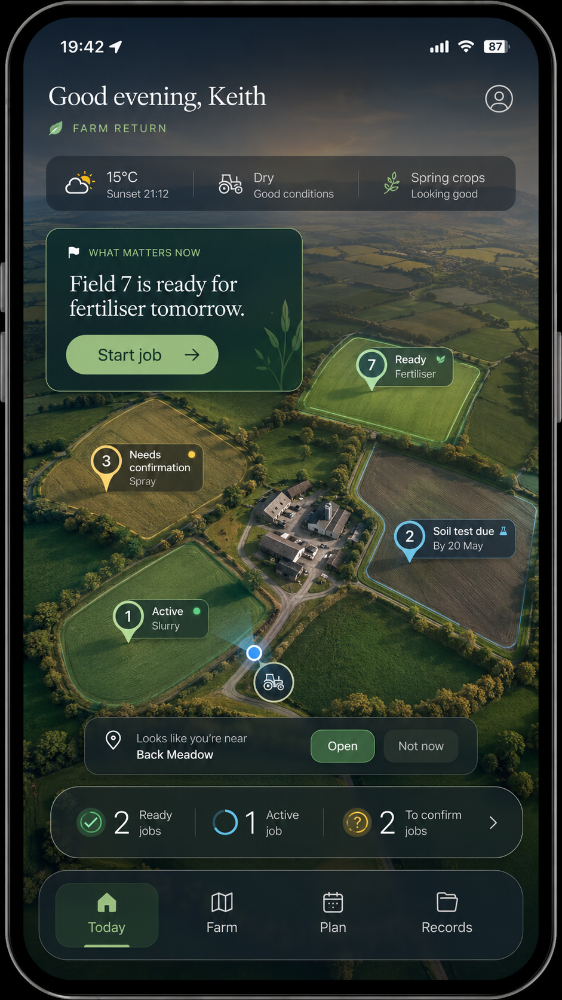 19:42
87
Good evening, Keith
FARM RETURN
15°C
Sunset 21:12
Dry
Good conditions
Spring crops
Looking good
WHAT MATTERS NOW
Field 7 is ready for
fertiliser tomorrow.
Start job
7
Ready
Fertiliser
3
Needs
confirmation
Spray
2
Soil test due
By 20 May
1
Active
Slurry
Looks like you’re near
Back Meadow
Open
Not now
2
Ready
jobs
1
Active
job
?
2
To confirm
jobs
Today
Farm
Plan
Records